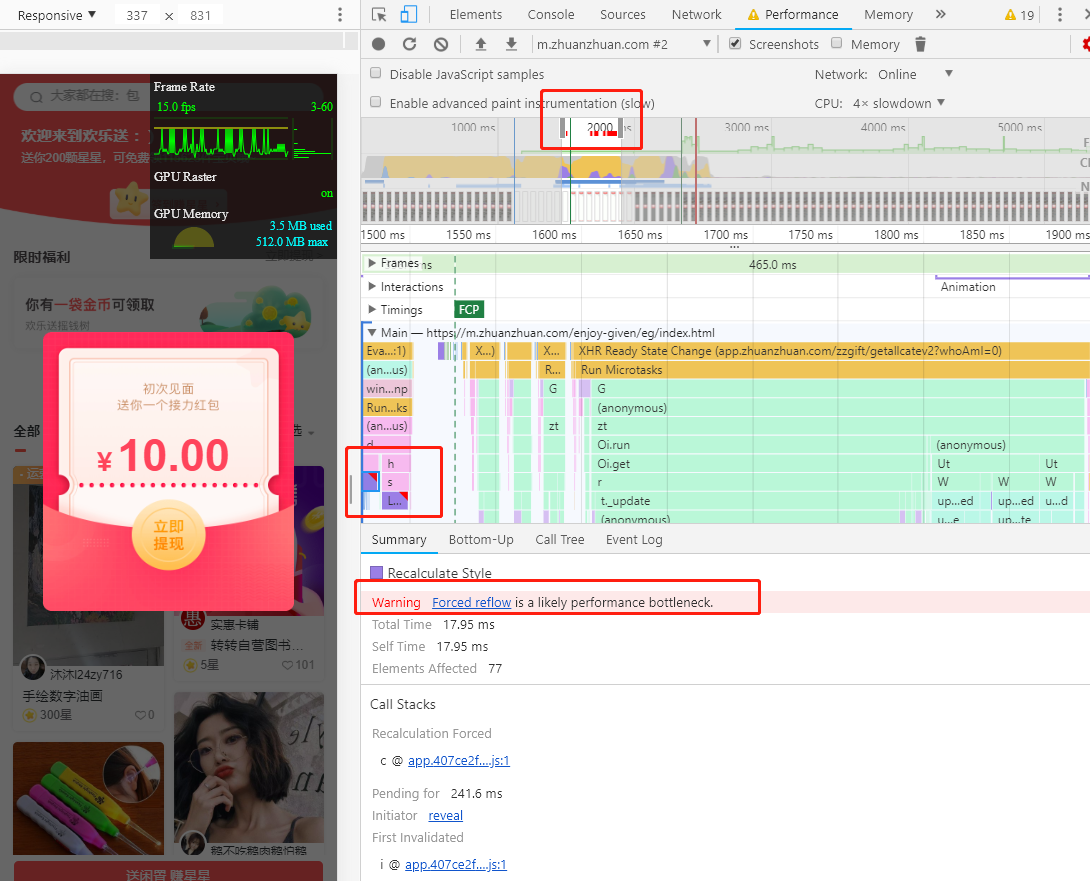 Responsive ▼ 337 × 831
大家都在搜：包
欢迎来到欢乐送：
送你200颗星星，可免费
Frame Rate
15.0 fps 3-60
GPU Raster
on
GPU Memory
3.5 MB used
512.0 MB max
限时福利
你有一袋金币可领取
欢乐送摇钱树
初次见面
送你一个接力红包
¥10.00
立即
提现
全部
选
沐沐l24zy716
手绘数字油画
300星 0
惠
实惠卡铺
全新 转转自营图书...
5星 101
送闲置 赚星星
Elements Console Sources Network Performance Memory » 19
m.zhuanzhuan.com #2 ▼ Screenshots Memory
Disable JavaScript samples
Network: Online ▼
Enable advanced paint instrumentation (slow)
CPU: 4× slowdown ▼
1000 ms 2000 ms 3000 ms 4000 ms 5000 ms
1500 ms 1550 ms 1600 ms 1650 ms 1700 ms 1750 ms 1800 ms 1850 ms 1900 ms
Frames ms 465.0 ms
Interactions Animation
Timings FCP
Main — https://m.zhuanzhuan.com/enjoy-given/eg/index.html
Eva...:1) X...) X... XHR Ready State Change (app.zhuanzhuan.com/zzgift/getallcatev2?whoAmI=0)
(an...us) R... Run Microtasks
win...np G G
Run...ks (anonymous)
(an...us) zt zt
d Oi.run (anonymous)
h Oi.get Ut Ut
s r W W W
L... t._update up...ed up...ed u...d
(anonymous) u...e up...te
Summary Bottom-Up Call Tree Event Log
Recalculate Style
Warning Forced reflow is a likely performance bottleneck.
Total Time 17.95 ms
Self Time 17.95 ms
Elements Affected 77
Call Stacks
Recalculation Forced
c @ app.407ce2f....js:1
Pending for 241.6 ms
Initiator reveal
First Invalidated
i @ app.407ce2f....js:1